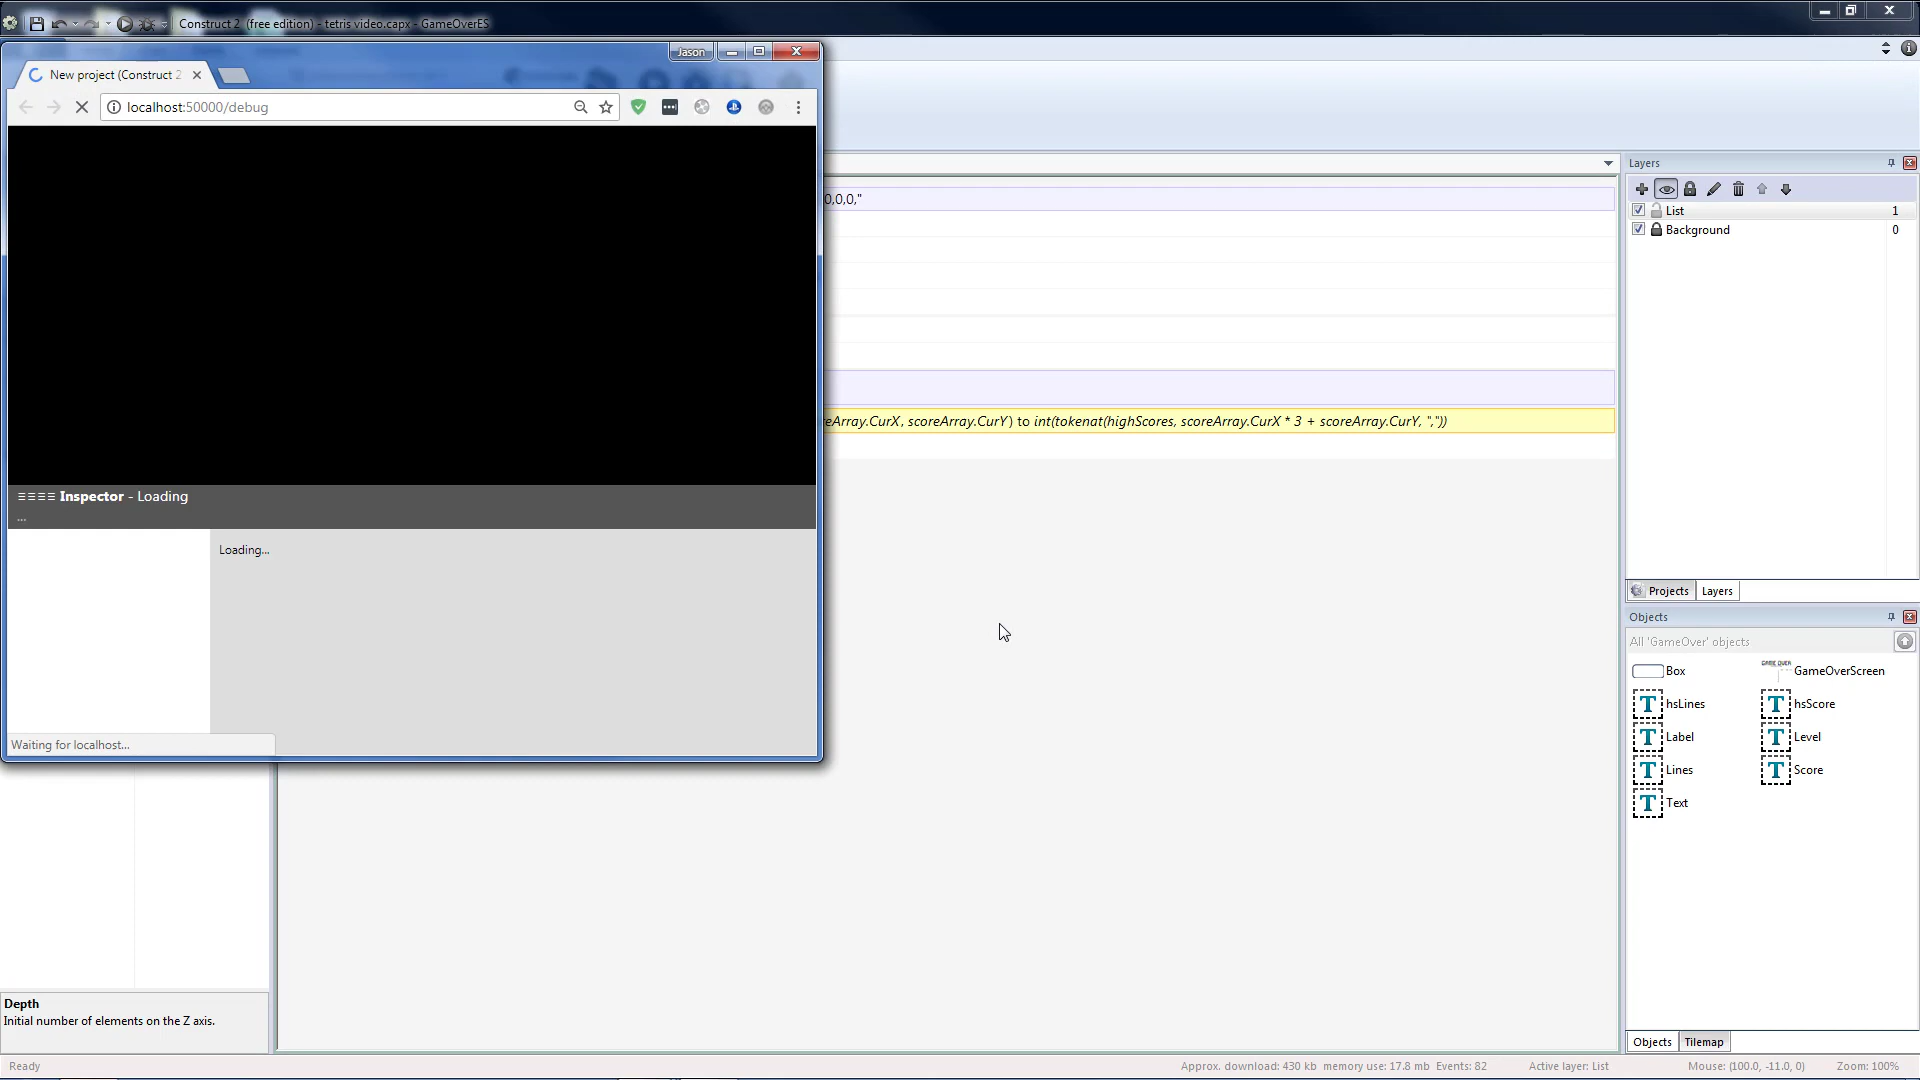 Construct 2 (free edition) - tetris video.capx - GameOverES
Jason
New project (Construct 2
localhost:50000/debug
Inspector - Loading
...
Loading...
Waiting for localhost...
0,0,0,"
eArray.CurX, scoreArray.CurY) to int(tokenat(highScores, scoreArray.CurX * 3 + scoreArray.CurY, ","))
Layers
List 1
Background 0
Projects Layers
Objects
All 'GameOver' objects
Box GameOverScreen
hsLines hsScore
Label Level
Lines Score
Text
Objects Tilemap
Depth
Initial number of elements on the Z axis.
Ready Approx. download: 430 kb memory use: 17.8 mb Events: 82 Active layer: List Mouse: (100.0, -11.0, 0) Zoom: 100%